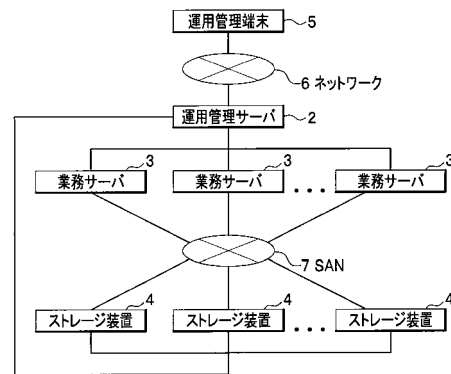 運用管理端末 5
6 ネットワーク
運用管理サーバ 2
3 3 3
業務サーバ 業務サーバ ••• 業務サーバ
7 SAN
4 4 4
ストレージ装置 ストレージ装置 ••• ストレージ装置